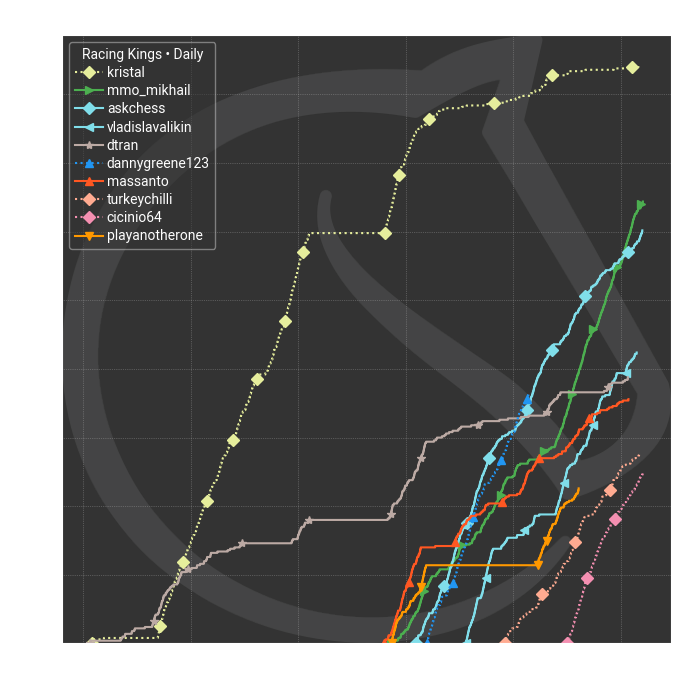 Racing Kings • Daily
kristal
mmo_mikhail
askchess
vladislavalikin
dtran
dannygreene123
massanto
turkeychilli
cicinio64
playanotherone